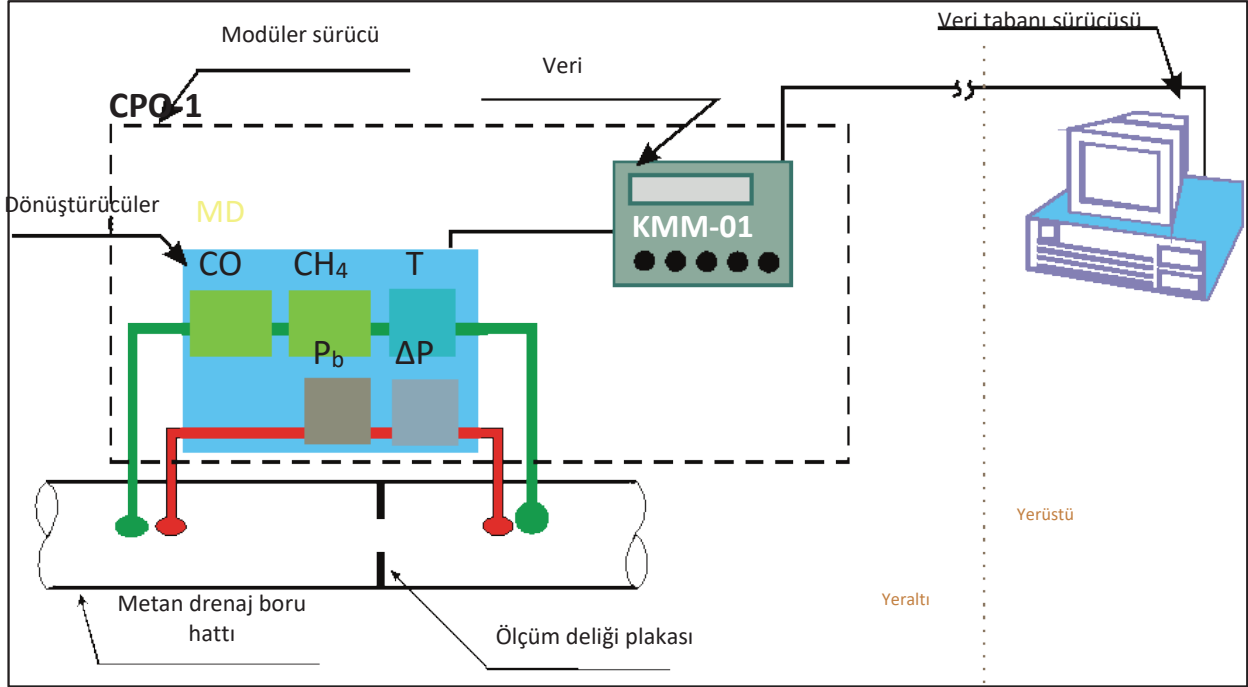 Modüler sürücü
Veri tabanı sürücüsü
Veri
CPO-1
Dönüştürücüler
MD
KMM-01
CO CH₄ T
P_b ΔP
Yerüstü
Yeraltı
Metan drenaj boru
hattı
Ölçüm deliği plakası